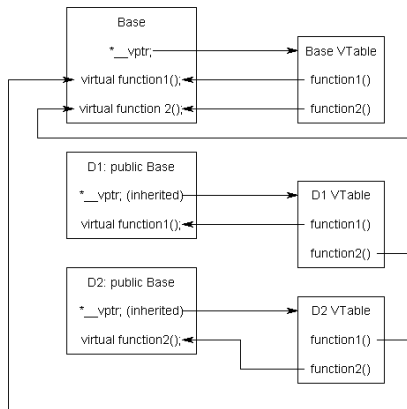 Base
*__vptr;
virtual function1();
virtual function 2();
Base VTable
function1()
function2()
D1: public Base
*__vptr; (inherited)
virtual function1();
D1 VTable
function1()
function2()
D2: public Base
*__vptr; (inherited)
virtual function2();
D2 VTable
function1()
function2()